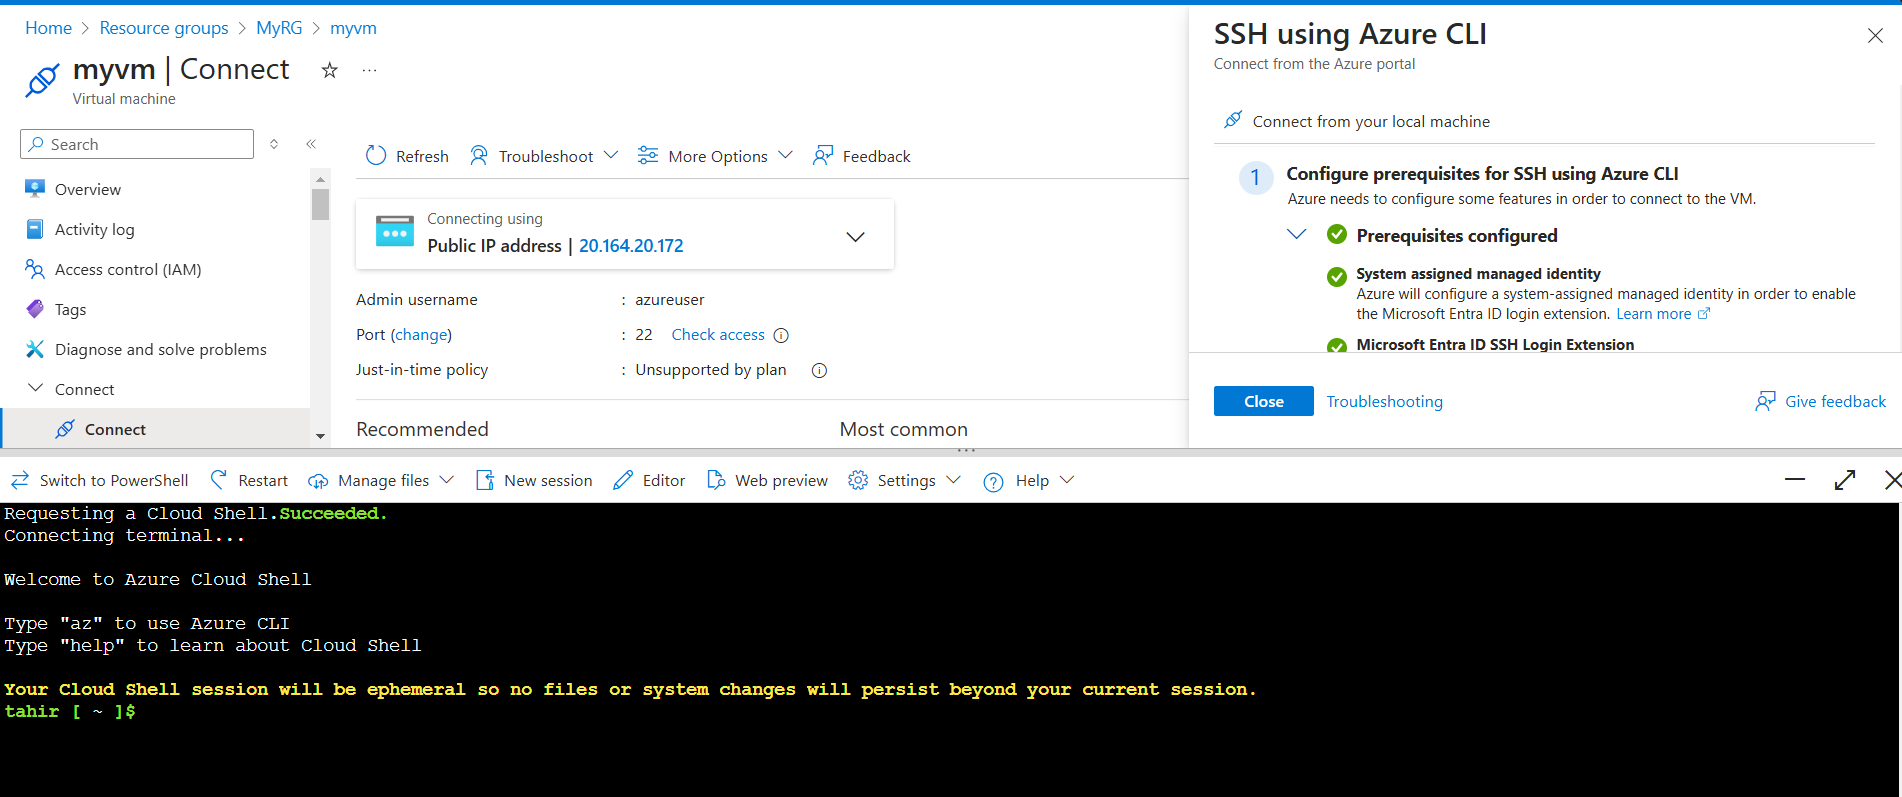 Home > Resource groups > MyRG > myvm
myvm | Connect
Virtual machine
Search
Overview
Activity log
Access control (IAM)
Tags
Diagnose and solve problems
Connect
Connect
Refresh Troubleshoot More Options Feedback
Connecting using
Public IP address | 20.164.20.172
Admin username : azureuser
Port (change) : 22 Check access
Just-in-time policy : Unsupported by plan
Recommended Most common
SSH using Azure CLI
Connect from the Azure portal
Connect from your local machine
1 Configure prerequisites for SSH using Azure CLI
Azure needs to configure some features in order to connect to the VM.
Prerequisites configured
System assigned managed identity
Azure will configure a system-assigned managed identity in order to enable
the Microsoft Entra ID login extension. Learn more
Microsoft Entra ID SSH Login Extension
Close Troubleshooting Give feedback
Switch to PowerShell Restart Manage files New session Editor Web preview Settings Help
Requesting a Cloud Shell.Succeeded.
Connecting terminal...
Welcome to Azure Cloud Shell
Type "az" to use Azure CLI
Type "help" to learn about Cloud Shell
Your Cloud Shell session will be ephemeral so no files or system changes will persist beyond your current session.
tahir [ ~ ]$